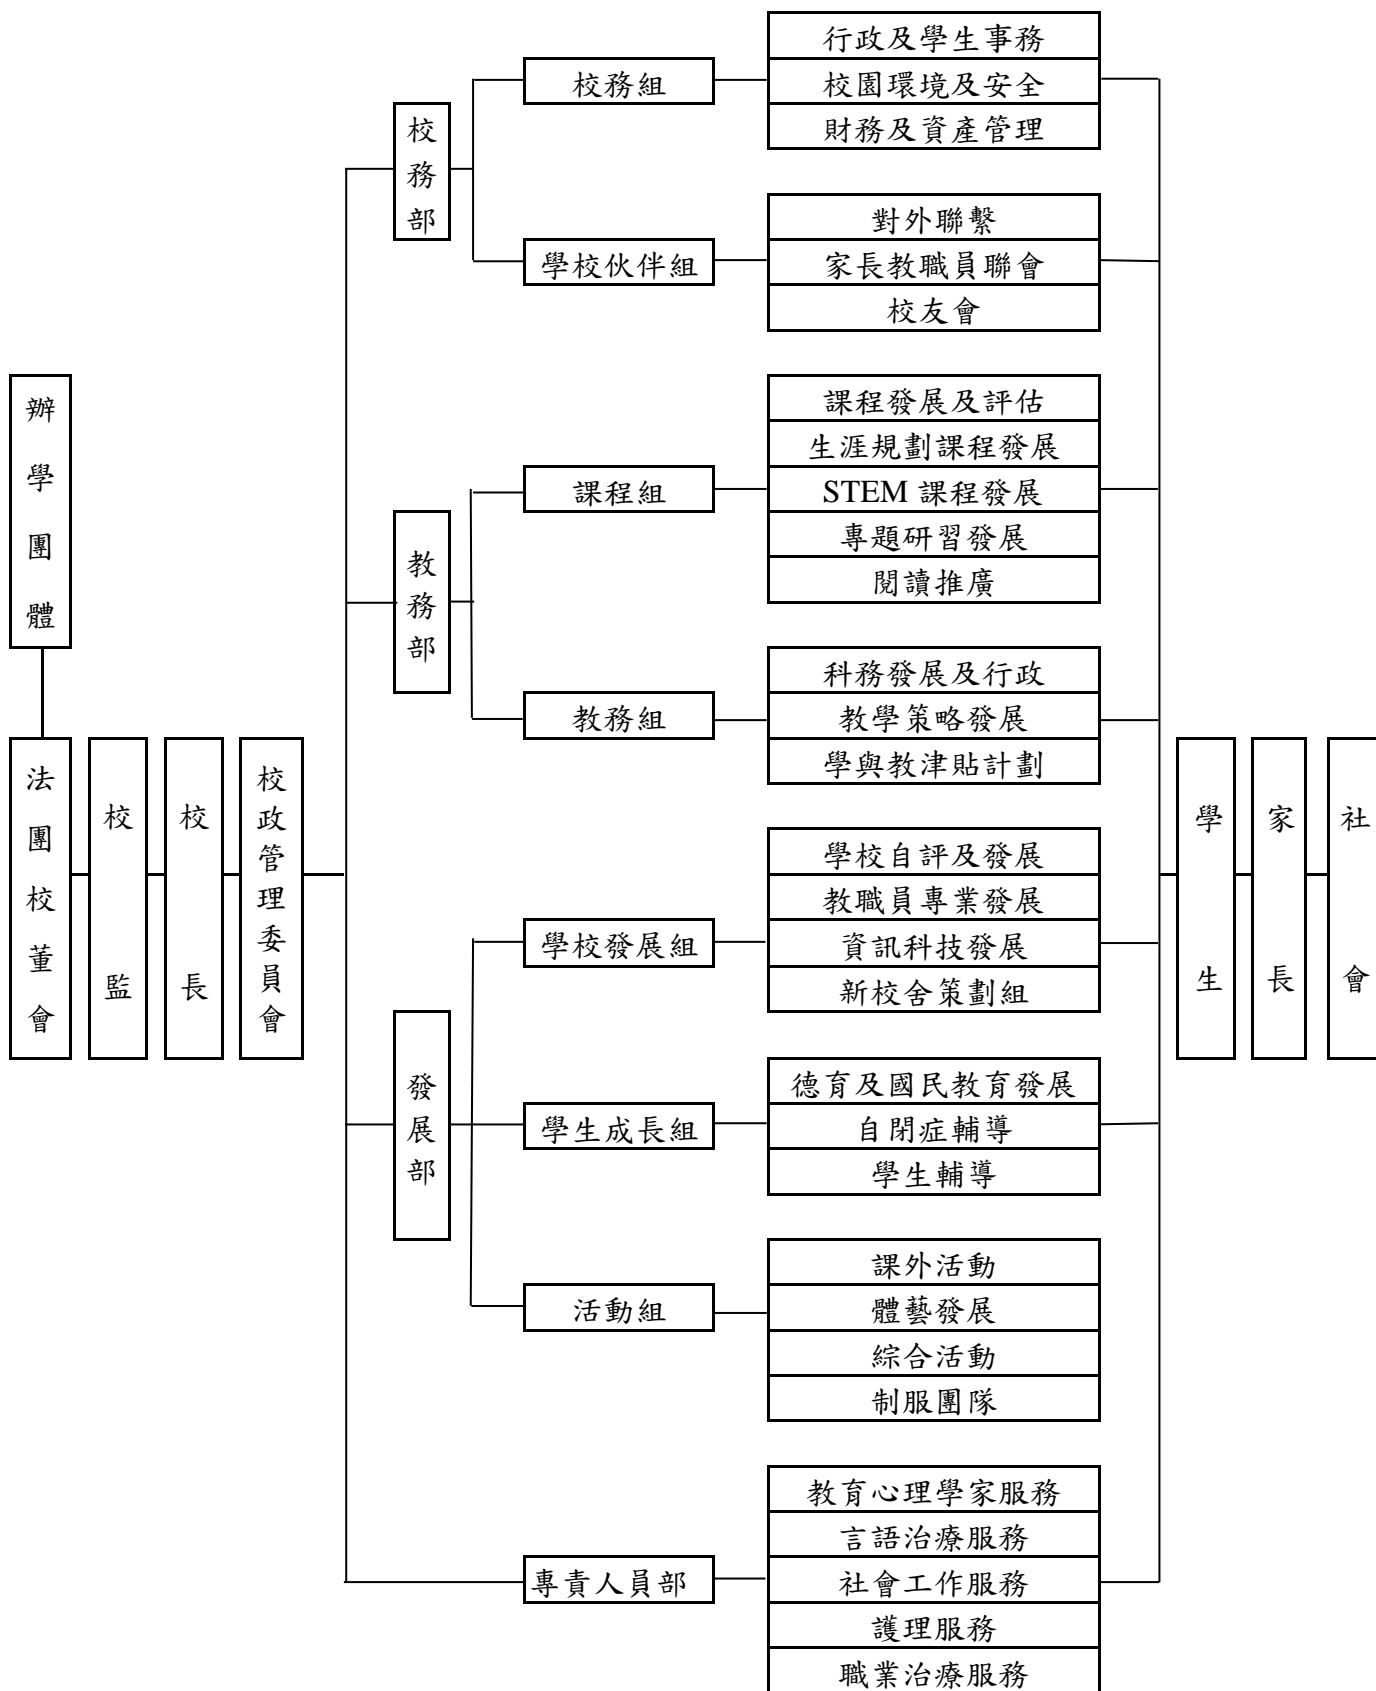 辦學團體
法團校董會
校監
校長
校政管理委員會
校務部
校務組
行政及學生事務
校園環境及安全
財務及資產管理
學校伙伴組
對外聯繫
家長教職員聯會
校友會
教務部
課程組
課程發展及評估
生涯規劃課程發展
STEM 課程發展
專題研習發展
閱讀推廣
教務組
科務發展及行政
教學策略發展
學與教津貼計劃
發展部
學校發展組
學校自評及發展
教職員專業發展
資訊科技發展
新校舍策劃組
學生成長組
德育及國民教育發展
自閉症輔導
學生輔導
活動組
課外活動
體藝發展
綜合活動
制服團隊
專責人員部
教育心理學家服務
言語治療服務
社會工作服務
護理服務
職業治療服務
學生
家長
社會